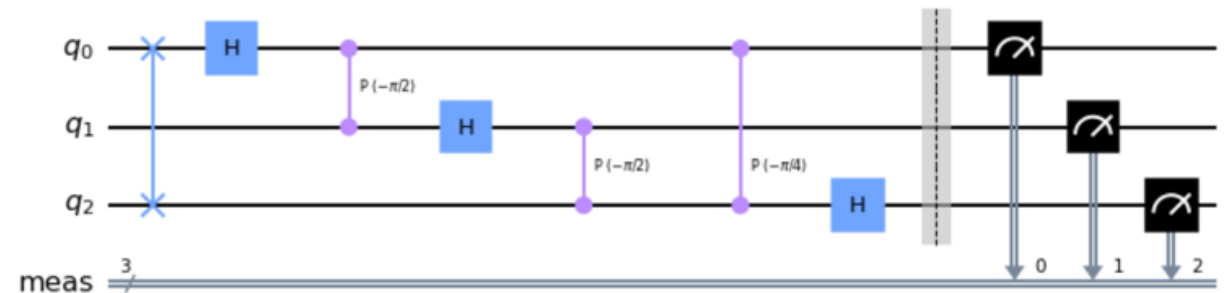 q0 H
P (−π/2)
q1 H
P (−π/2) P (−π/4)
q2 H
3 0 1 2
meas